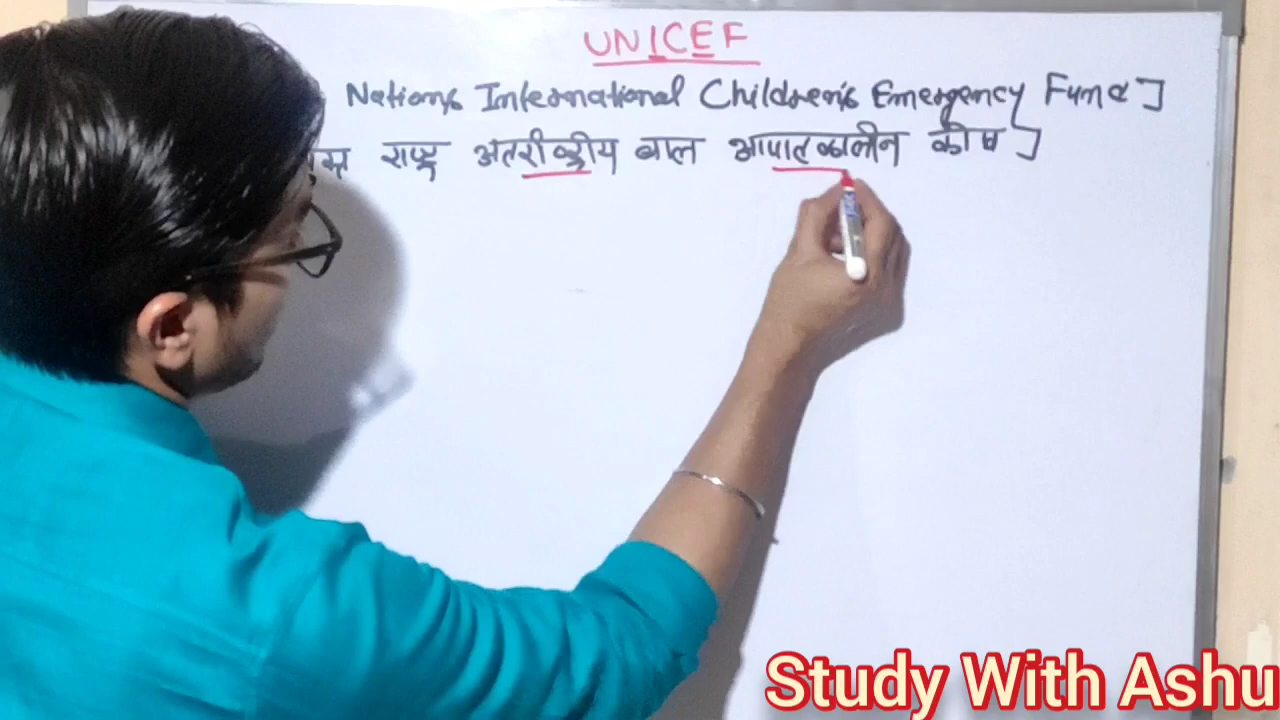 UNICEF
Nations International Children's Emergency Fund]
राष्ट्र अंतरीष्ट्रीय बाल आपातकालीन कोष]
Study With Ashu